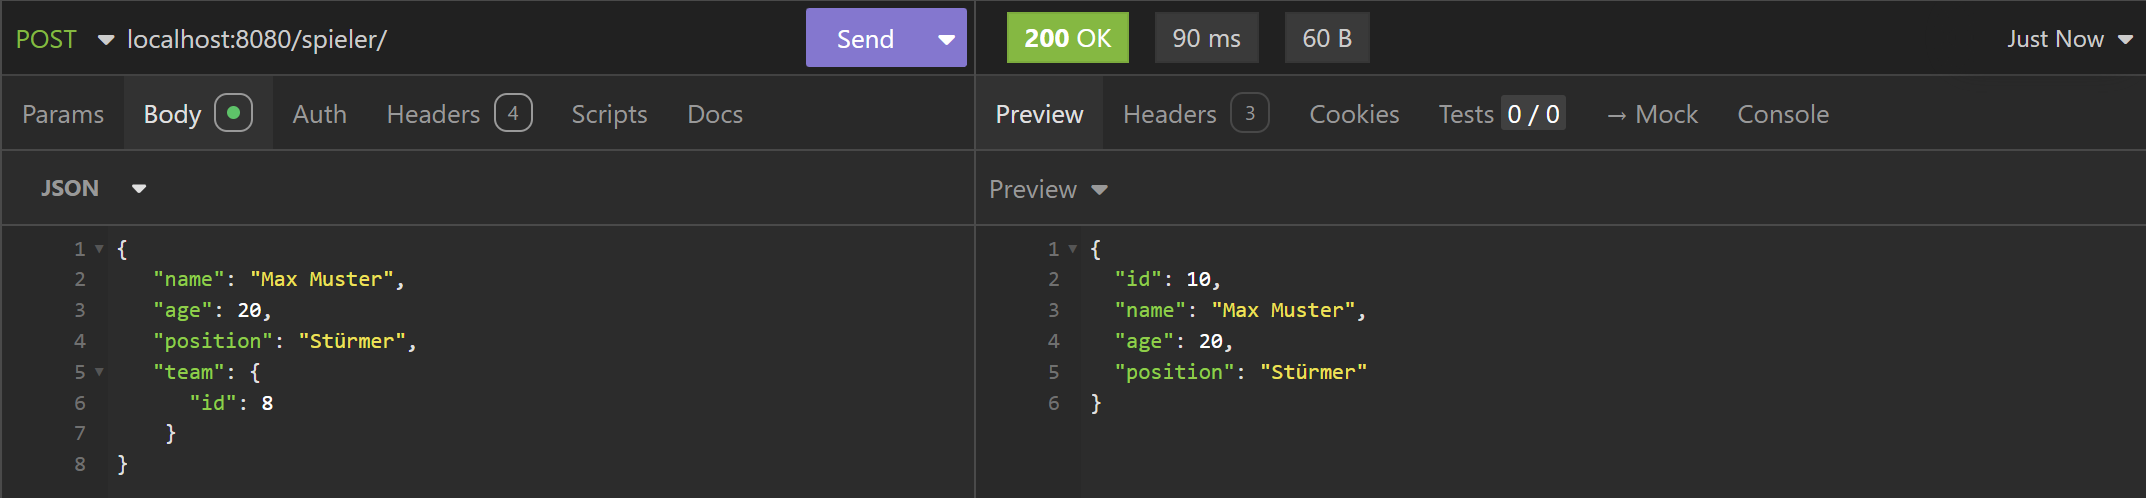 POST localhost:8080/spieler/ Send
200 OK 90 ms 60 B Just Now
Params Body Auth Headers 4 Scripts Docs
Preview Headers 3 Cookies Tests 0 / 0 → Mock Console
JSON
Preview
1 {
2 "name": "Max Muster",
3 "age": 20,
4 "position": "Stürmer",
5 "team": {
6 "id": 8
7 }
8 }
1 {
2 "id": 10,
3 "name": "Max Muster",
4 "age": 20,
5 "position": "Stürmer"
6 }